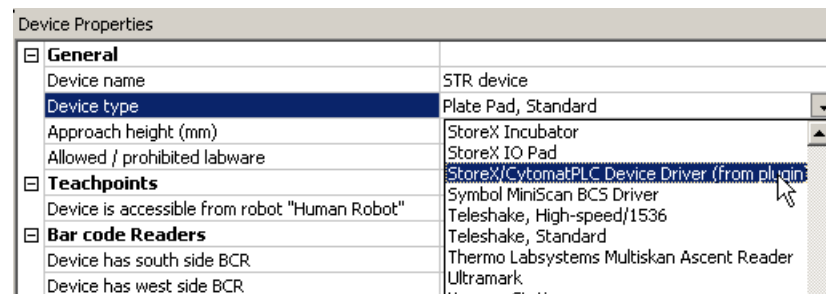 Device Properties
General
Device name STR device
Device type Plate Pad, Standard
Approach height (mm) StoreX Incubator
Allowed / prohibited labware StoreX IO Pad
StoreX/CytomatPLC Device Driver (from plugin)
Teachpoints Symbol MiniScan BCS Driver
Device is accessible from robot "Human Robot" Teleshake, High-speed/1536
Bar code Readers Teleshake, Standard
Device has south side BCR Thermo Labsystems Multiskan Ascent Reader
Device has west side BCR Ultramark